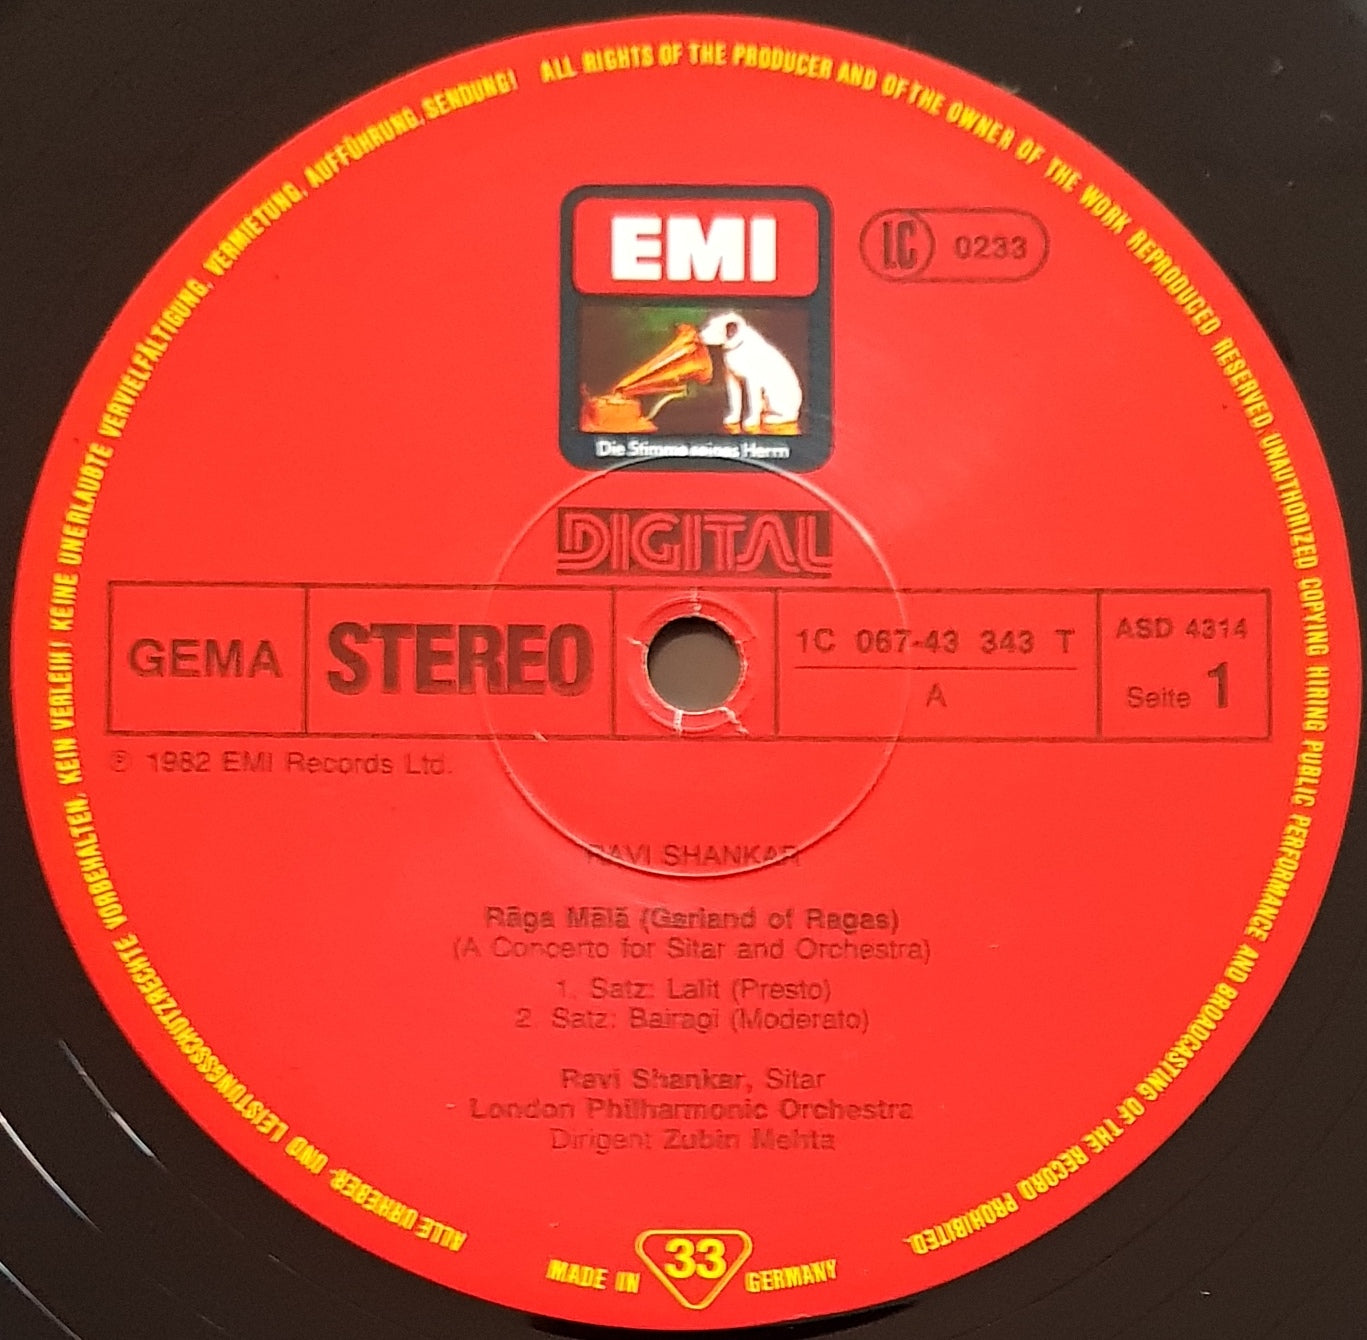 ALLE URHEBER- UND LEISTUNGSSCHUTZRECHTE VORBEHALTEN. KEIN VERLEIH! KEINE UNERLAUBTE VERVIELFÄLTIGUNG, VERMIETUNG, AUFFÜHRUNG, SENDUNG!
ALL RIGHTS OF THE PRODUCER AND OF THE OWNER OF THE WORK REPRODUCED RESERVED UNAUTHORIZED COPYING HIRING PUBLIC PERFORMANCE AND BROADCASTING OF THE RECORD PROHIBITED.
EMI
LC 0233
Die Stimme seines Herrn
DIGITAL
GEMA
STEREO
1C 067-43 343 T
A
ASD 4314
Seite 1
℗ 1982 EMI Records Ltd.
RAVI SHANKAR
Rāga Mālā (Garland of Ragas)
(A Concerto for Sitar and Orchestra)
1. Satz: Lalit (Presto)
2. Satz: Bairagi (Moderato)
Ravi Shankar, Sitar
London Philharmonic Orchestra
Dirigent Zubin Mehta
MADE IN 33 GERMANY